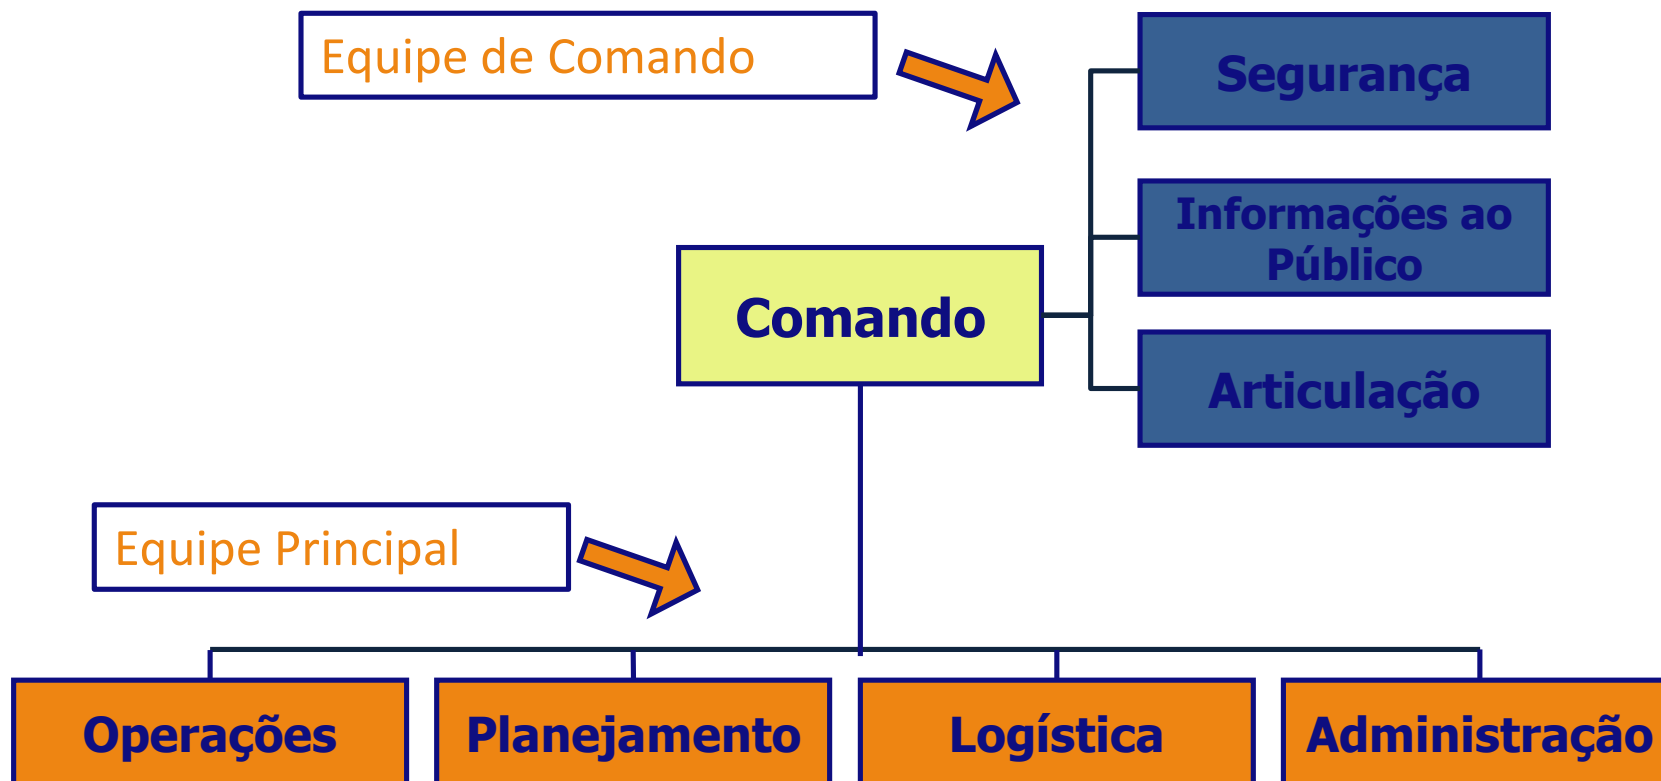 Equipe de Comando
Segurança
Informações ao
Público
Comando
Articulação
Equipe Principal
Operações
Planejamento
Logística
Administração